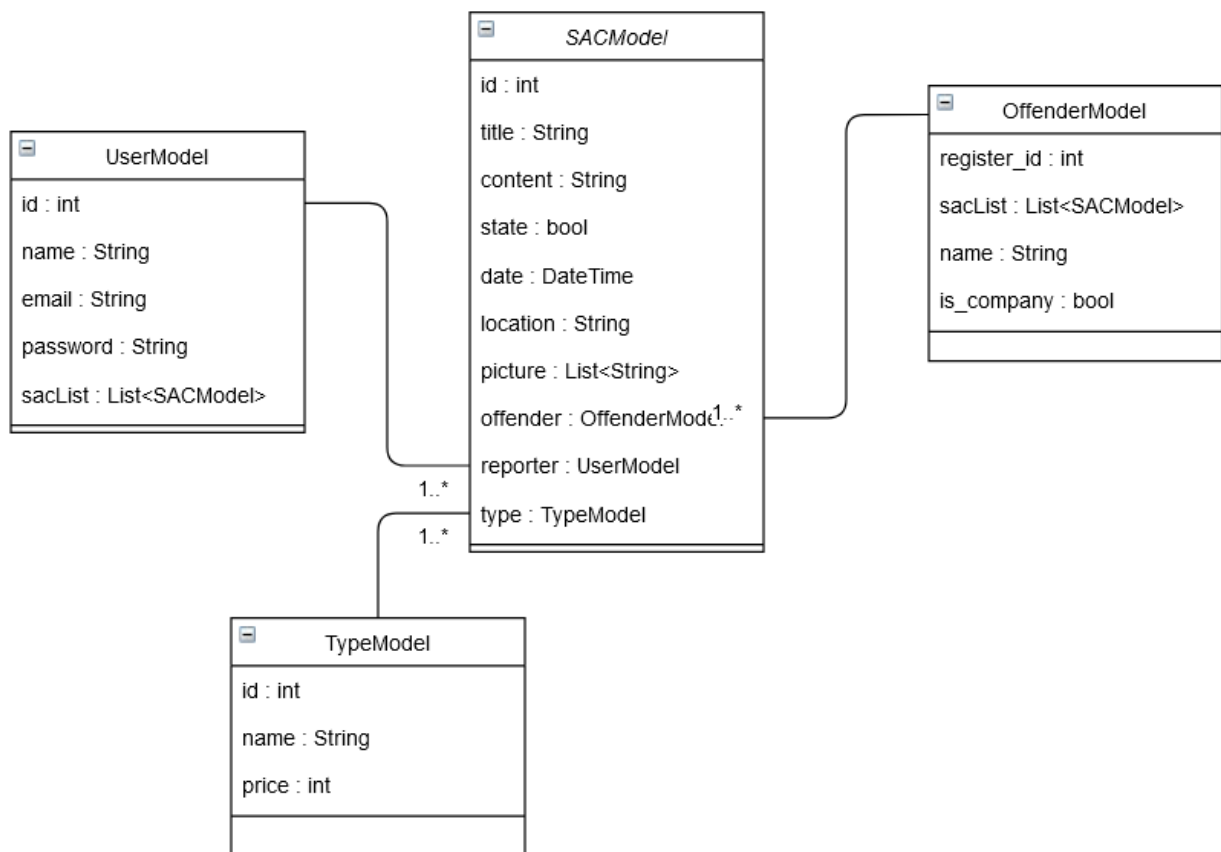 SACModel
id : int
title : String
content : String
state : bool
date : DateTime
location : String
picture : List<String>
offender : OffenderModel
1..*
reporter : UserModel
type : TypeModel
UserModel
id : int
name : String
email : String
password : String
sacList : List<SACModel>
1..*
1..*
OffenderModel
register_id : int
sacList : List<SACModel>
name : String
is_company : bool
TypeModel
id : int
name : String
price : int